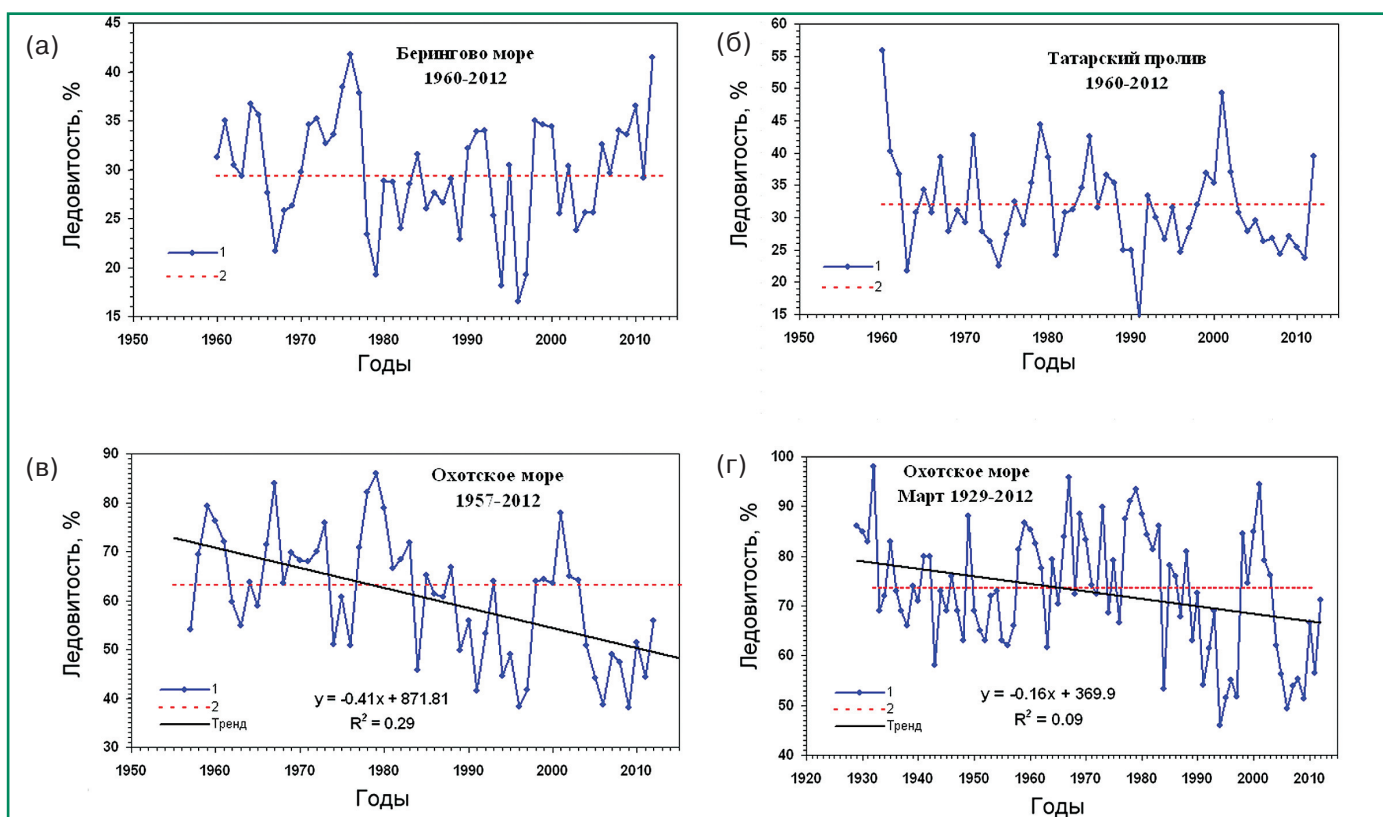 (а)
Берингово море
1960-2012
Ледовитость, %
45
40
35
30
25
20
15
1
2
1950 1960 1970 1980 1990 2000 2010
Годы
(б)
Татарский пролив
1960-2012
Ледовитость, %
60
55
50
45
40
35
30
25
20
15
1
2
1950 1960 1970 1980 1990 2000 2010
Годы
(в)
Охотское море
1957-2012
Ледовитость, %
90
80
70
60
50
40
30
1
2
Тренд
y = -0.41x + 871.81
R² = 0.29
1950 1960 1970 1980 1990 2000 2010
Годы
(г)
Охотское море
Март 1929-2012
Ледовитость, %
100
90
80
70
60
50
40
1
2
Тренд
y = -0.16x + 369.9
R² = 0.09
1920 1930 1940 1950 1960 1970 1980 1990 2000 2010
Годы